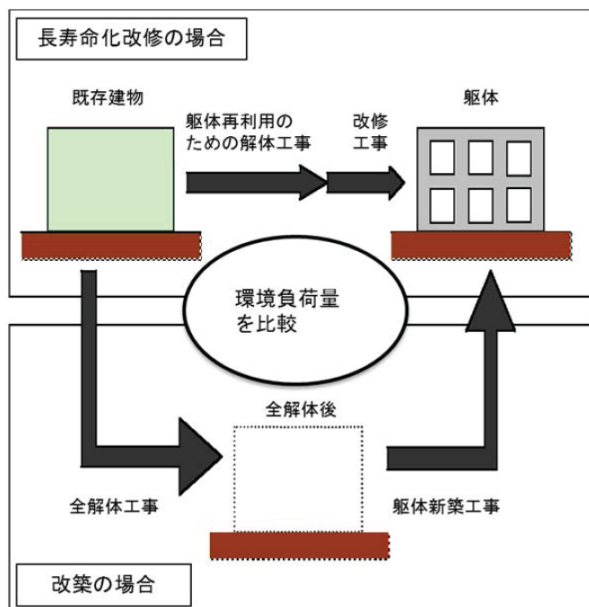 長寿命化改修の場合
既存建物
躯体再利用の
ための解体工事
改修
工事
躯体
環境負荷量
を比較
全解体後
全解体工事
躯体新築工事
改築の場合